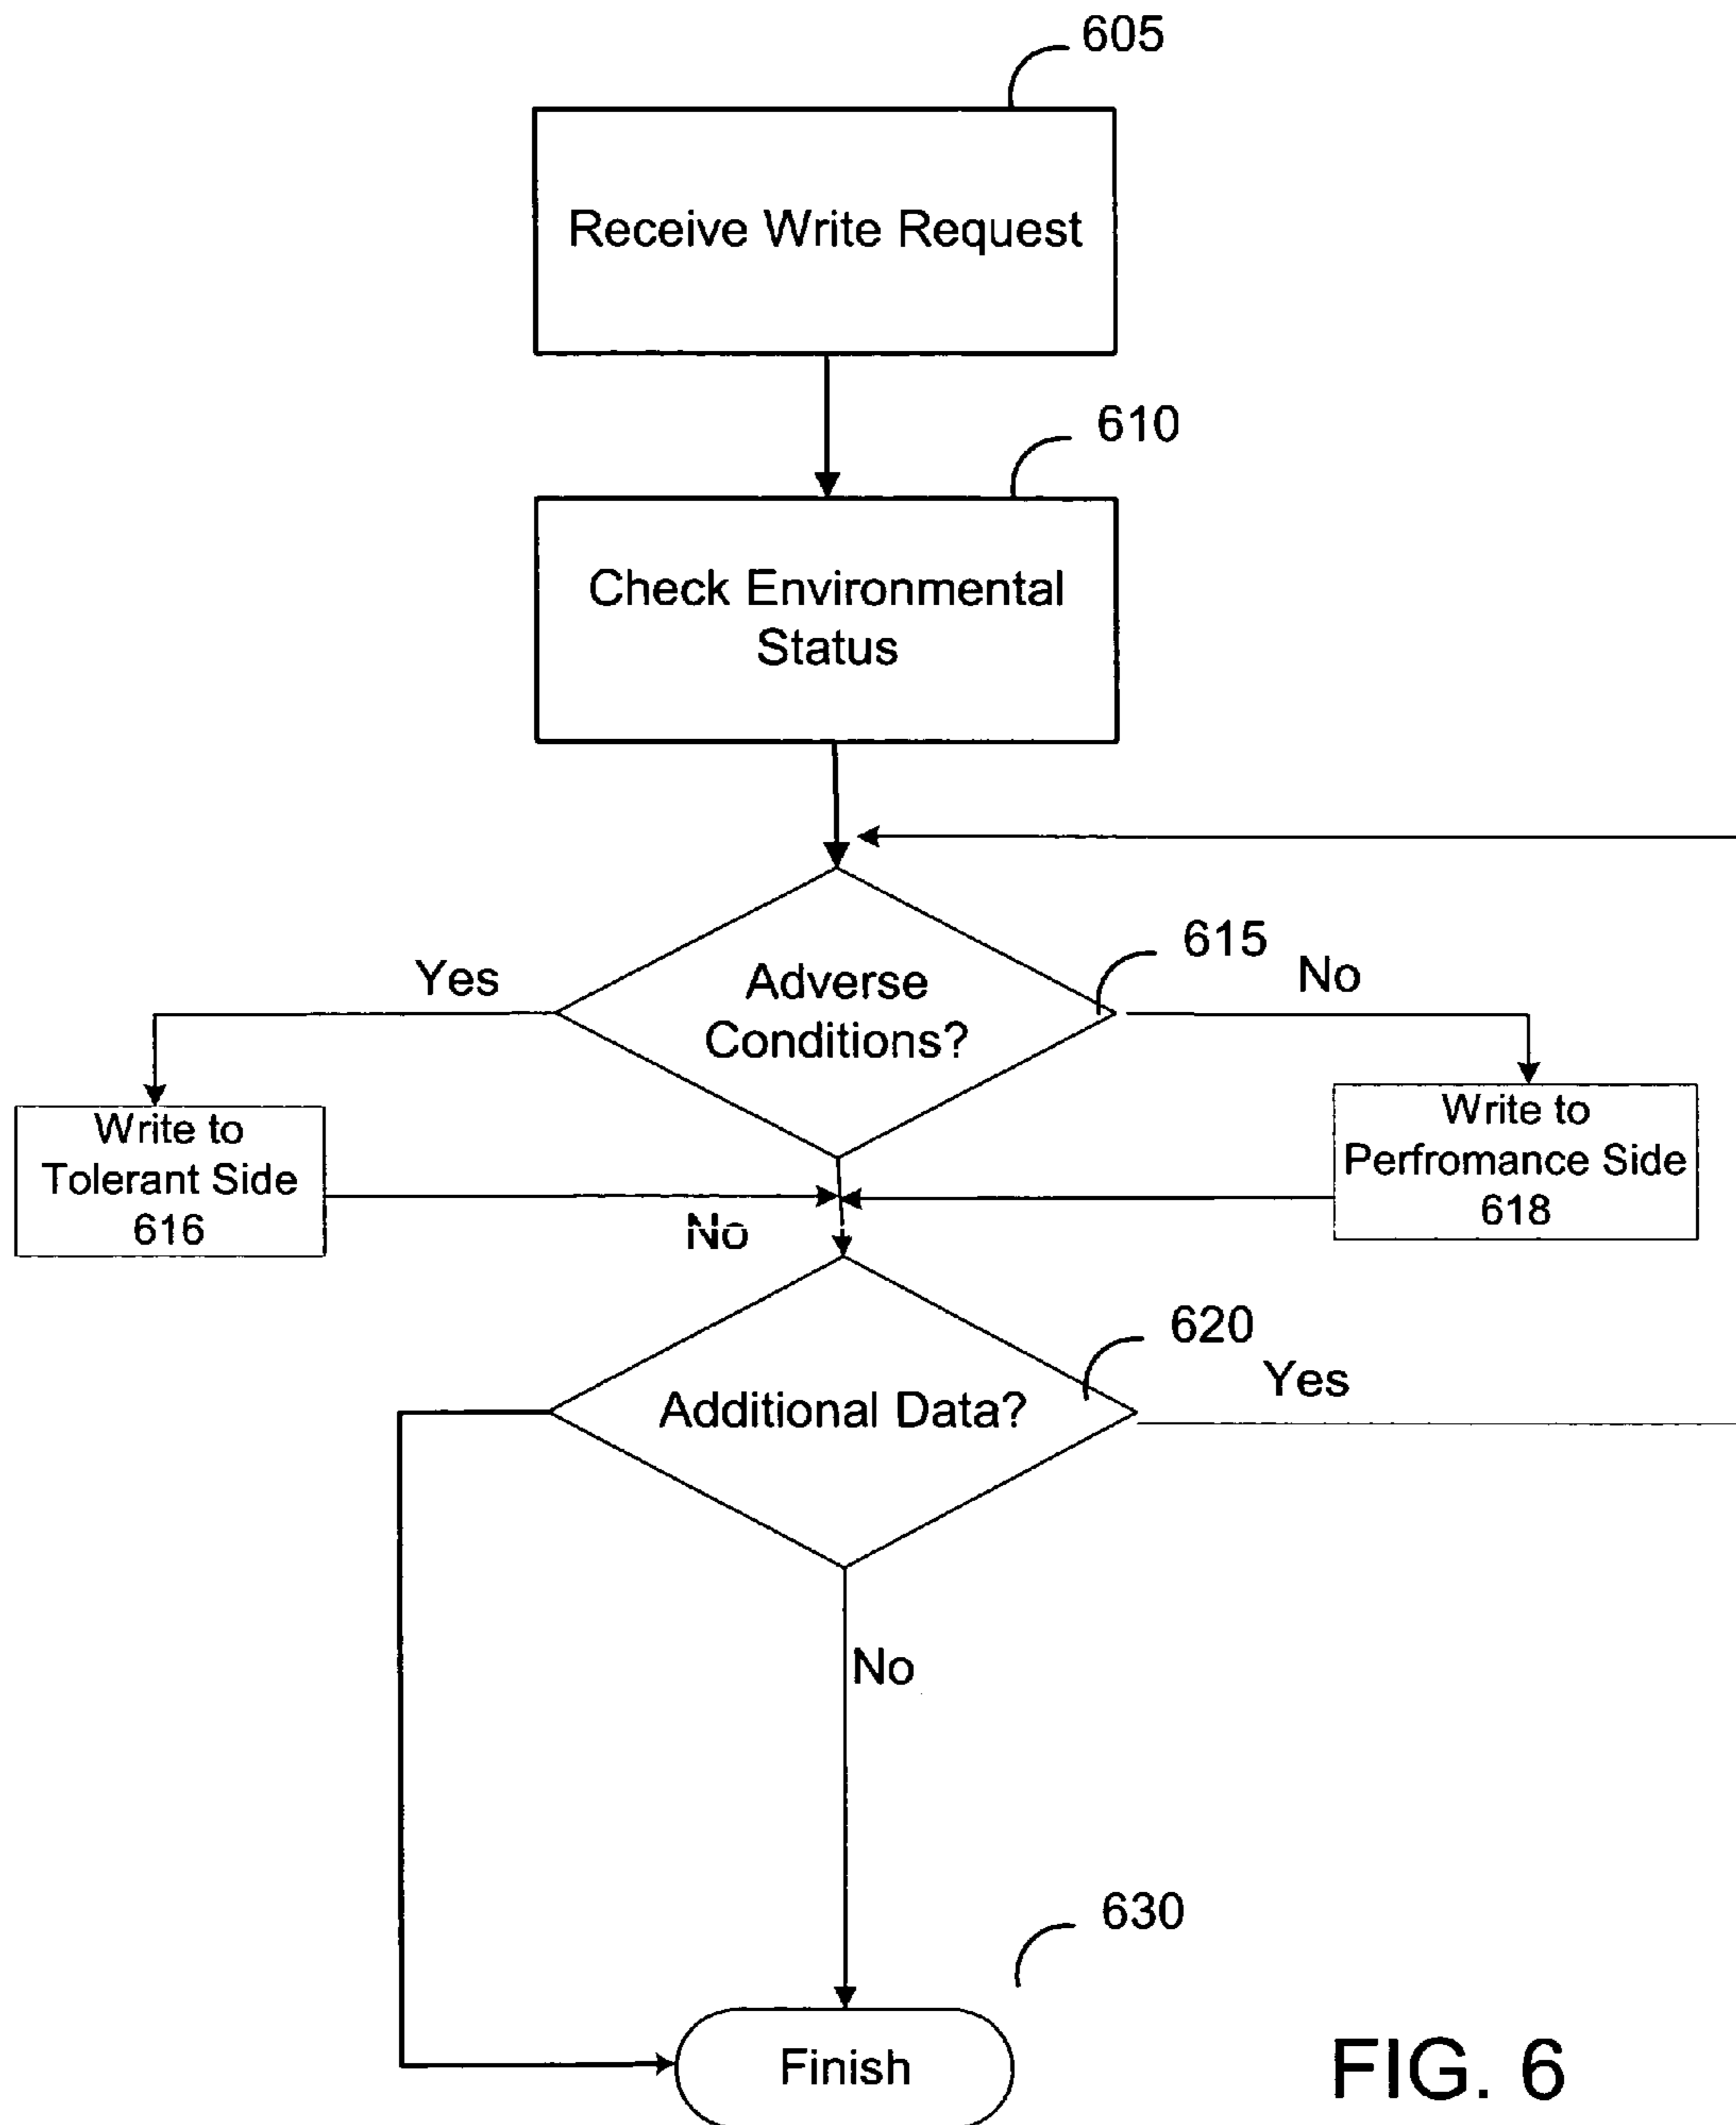 605
Receive Write Request
610
Check Environmental
Status
615
Yes
No
Adverse
Conditions?
Write to
Tolerant Side
616
Write to
Perfromance Side
618
No
620
Yes
Additional Data?
No
630
Finish
FIG. 6